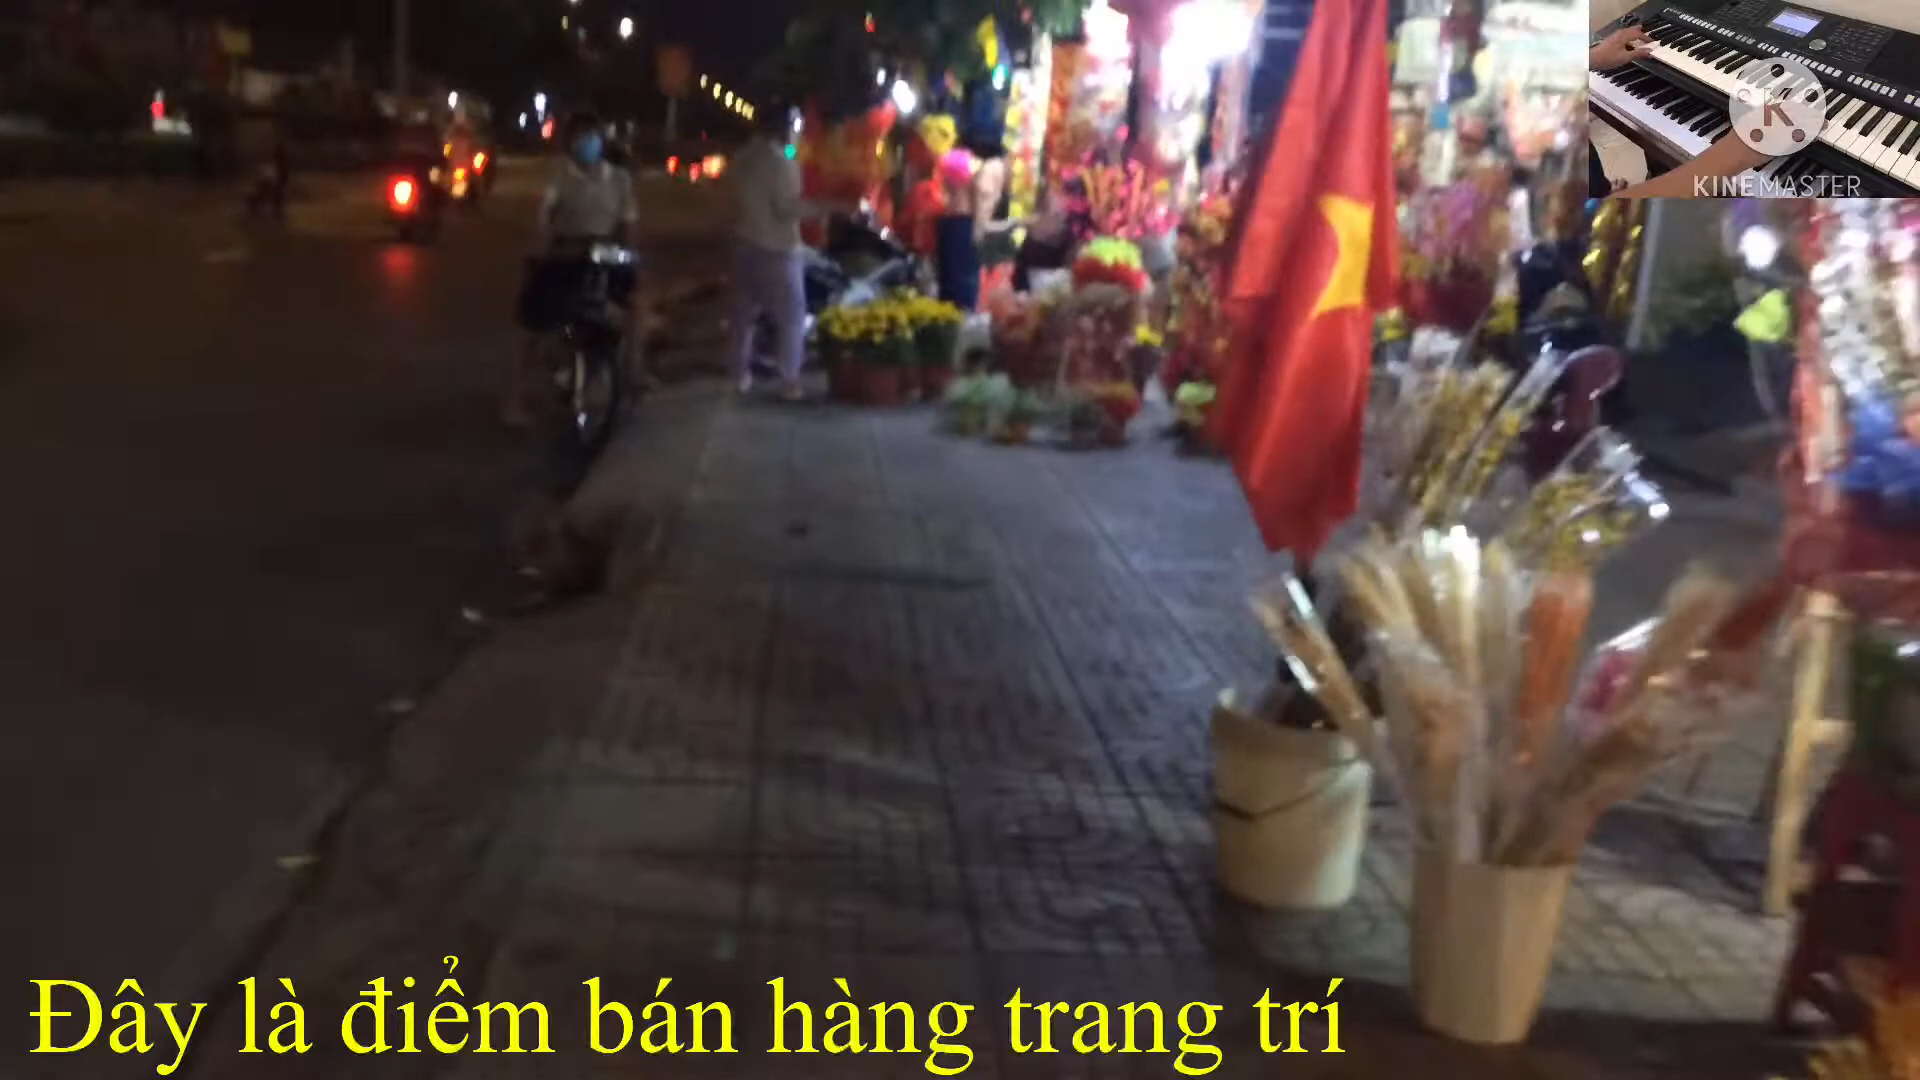 K
KINEMASTER
Đây là điểm bán hàng trang trí